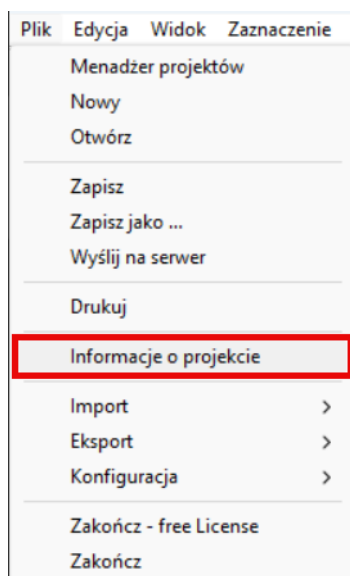 Plik Edycja Widok Zaznaczenie
Menadżer projektów
Nowy
Otwórz
Zapisz
Zapisz jako ...
Wyślij na serwer
Drukuj
Informacje o projekcie
Import
Eksport
Konfiguracja
Zakończ - free License
Zakończ